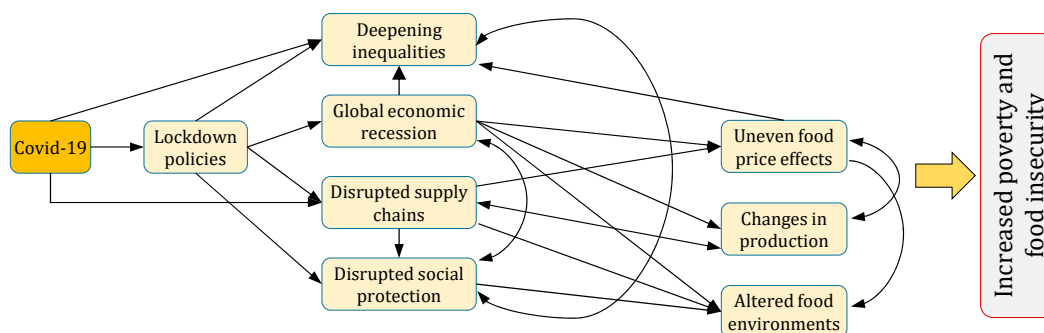 Deepening
inequalities
Global economic
recession
Covid-19
Lockdown
policies
Disrupted supply
chains
Disrupted social
protection
Uneven food
price effects
Changes in
production
Altered food
environments
Increased poverty and
food insecurity